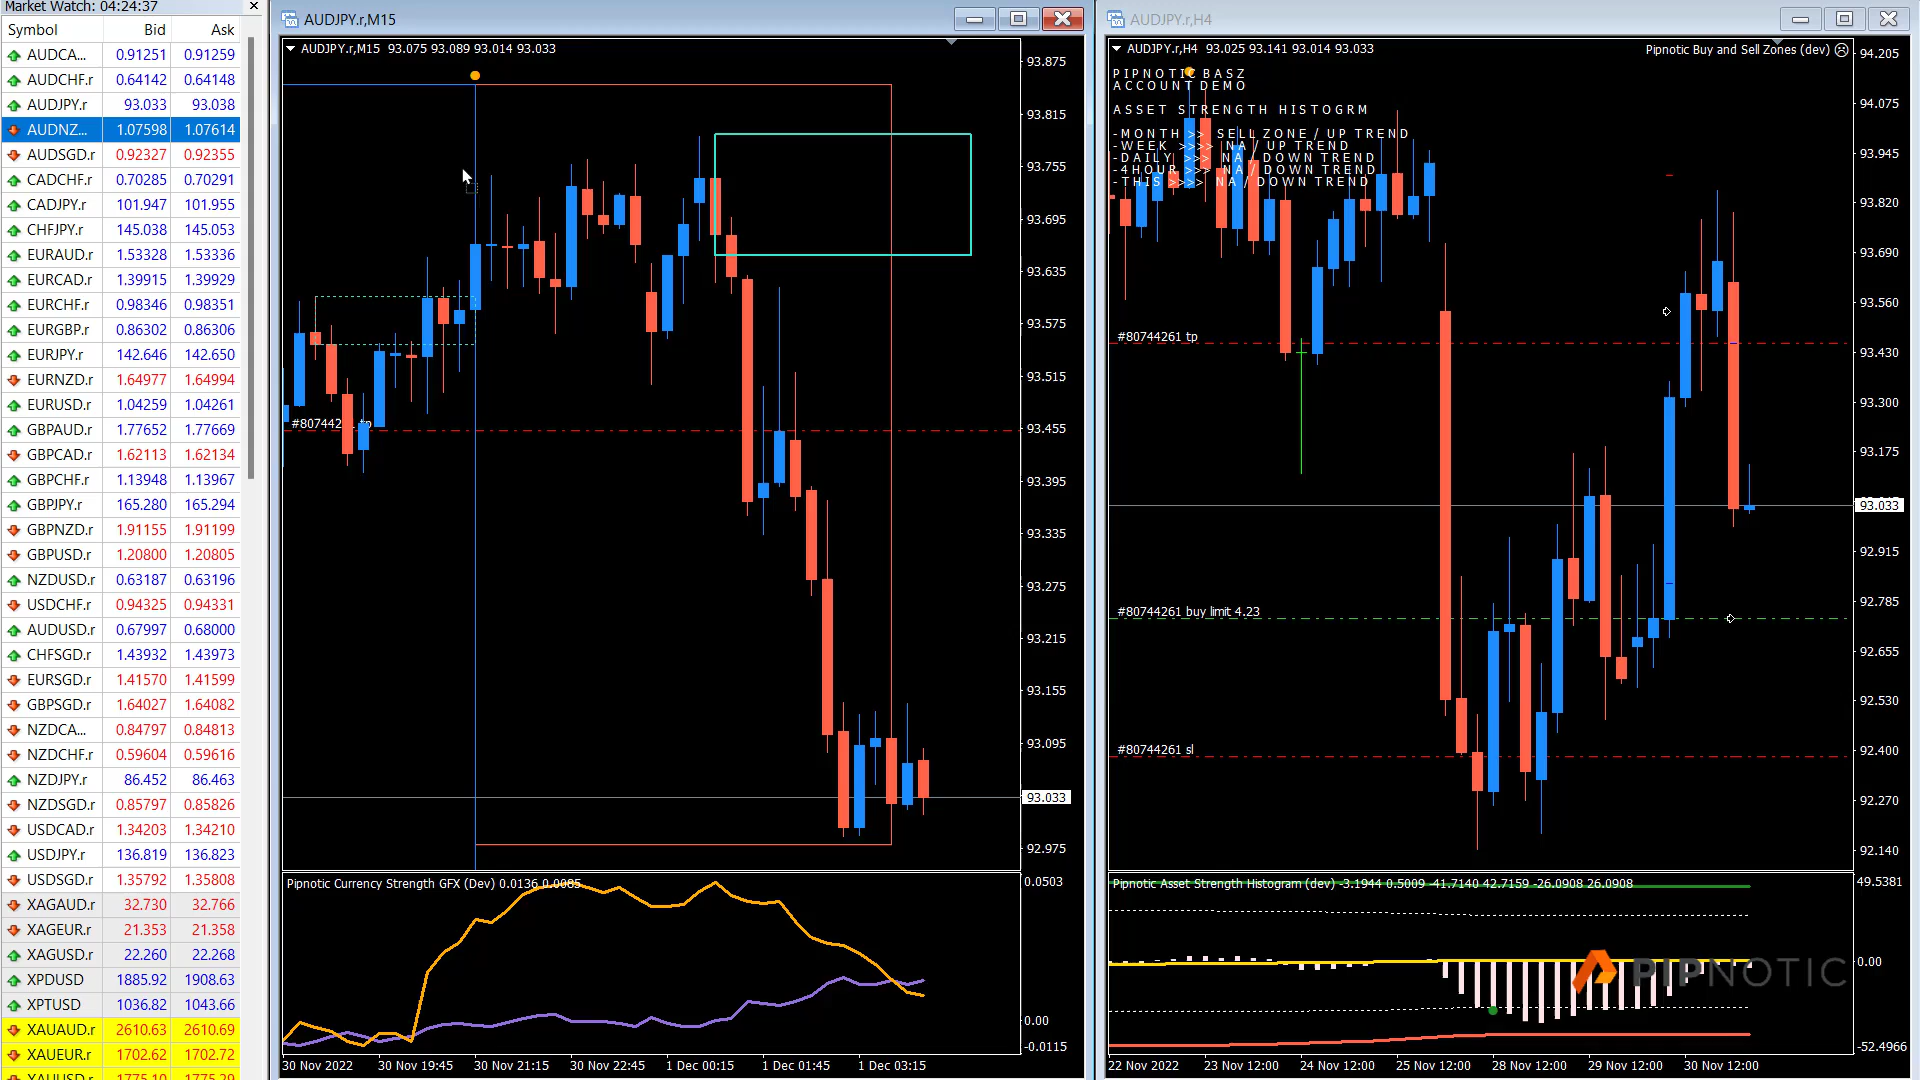 Market Watch: 04:24:37
Symbol Bid Ask
AUDCA... 0.91251 0.91259
AUDCHF.r 0.64142 0.64148
AUDJPY.r 93.033 93.038
AUDNZ... 1.07598 1.07614
AUDSGD.r 0.92327 0.92355
CADCHF.r 0.70285 0.70291
CADJPY.r 101.947 101.955
CHFJPY.r 145.038 145.053
EURAUD.r 1.53328 1.53336
EURCAD.r 1.39915 1.39929
EURCHF.r 0.98346 0.98351
EURGBP.r 0.86302 0.86306
EURJPY.r 142.646 142.650
EURNZD.r 1.64977 1.64994
EURUSD.r 1.04259 1.04261
GBPAUD.r 1.77652 1.77669
GBPCAD.r 1.62113 1.62134
GBPCHF.r 1.13948 1.13967
GBPJPY.r 165.280 165.294
GBPNZD.r 1.91155 1.91199
GBPUSD.r 1.20800 1.20805
NZDUSD.r 0.63187 0.63196
USDCHF.r 0.94325 0.94331
AUDUSD.r 0.67997 0.68000
CHFSGD.r 1.43932 1.43973
EURSGD.r 1.41570 1.41599
GBPSGD.r 1.64027 1.64082
NZDCA... 0.84797 0.84813
NZDCHF.r 0.59604 0.59616
NZDJPY.r 86.452 86.463
NZDSGD.r 0.85797 0.85826
USDCAD.r 1.34203 1.34210
USDJPY.r 136.819 136.823
USDSGD.r 1.35792 1.35808
XAGAUD.r 32.730 32.766
XAGEUR.r 21.353 21.358
XAGUSD.r 22.260 22.268
XPDUSD 1885.92 1908.63
XPTUSD 1036.82 1043.66
XAUAUD.r 2610.63 2610.69
XAUEUR.r 1702.62 1702.72
XAUUSD.r 1775.10 1775.29
AUDJPY.r,M15
AUDJPY.r,M15 93.075 93.089 93.014 93.033
93.875
93.815
93.755
93.695
93.635
93.575
93.515
93.455
93.395
93.335
93.275
93.215
93.155
93.095
93.033
92.975
Pipnotic Currency Strength GFX (Dev) 0.0136 0.0085
0.0503
0.00
-0.0115
30 Nov 2022 30 Nov 19:45 30 Nov 21:15 30 Nov 22:45 1 Dec 00:15 1 Dec 01:45 1 Dec 03:15
AUDJPY.r,H4
AUDJPY.r,H4 93.025 93.141 93.014 93.033
Pipnotic Buy and Sell Zones (dev)
PIPNOTIC BASZ
ACCOUNT DEMO
ASSET STRENGTH HISTOGRM
-MONTH >> SELL ZONE / UP TREND
-WEEK >>>> NA / UP TREND
-DAILY >>> NA / DOWN TREND
-4HOUR >>> NA / DOWN TREND
-THIS >>>> NA / DOWN TREND
#80744261 tp
#80744261 buy limit 4.23
#80744261 sl
94.205
94.075
93.945
93.820
93.690
93.560
93.430
93.300
93.175
93.033
92.915
92.785
92.655
92.530
92.400
92.270
92.140
Pipnotic Asset Strength Histogram (dev) -3.1944 0.5009 -41.7140 42.7159 -26.0908 26.0908
49.5381
0.00
-52.4966
PIPNOTIC
22 Nov 2022 23 Nov 12:00 24 Nov 12:00 25 Nov 12:00 28 Nov 12:00 29 Nov 12:00 30 Nov 12:00